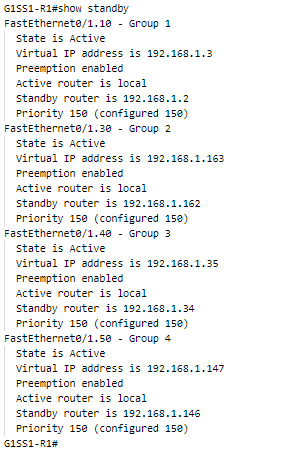 G1SS1-R1#show standby
FastEthernet0/1.10 - Group 1
State is Active
Virtual IP address is 192.168.1.3
Preemption enabled
Active router is local
Standby router is 192.168.1.2
Priority 150 (configured 150)
FastEthernet0/1.30 - Group 2
State is Active
Virtual IP address is 192.168.1.163
Preemption enabled
Active router is local
Standby router is 192.168.1.162
Priority 150 (configured 150)
FastEthernet0/1.40 - Group 3
State is Active
Virtual IP address is 192.168.1.35
Preemption enabled
Active router is local
Standby router is 192.168.1.34
Priority 150 (configured 150)
FastEthernet0/1.50 - Group 4
State is Active
Virtual IP address is 192.168.1.147
Preemption enabled
Active router is local
Standby router is 192.168.1.146
Priority 150 (configured 150)
G1SS1-R1#